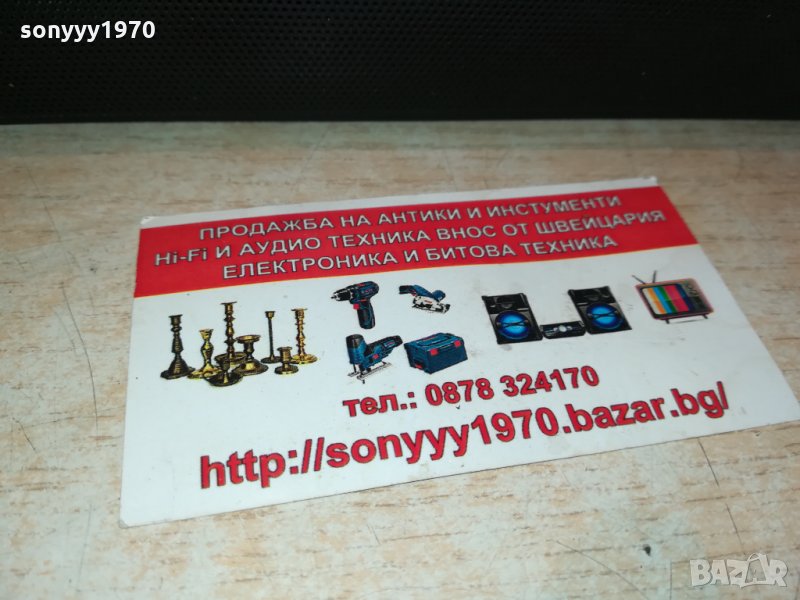 sonyyy1970
ПРОДАЖБА НА АНТИКИ И ИНСТУМЕНТИ
Hi-Fi И АУДИО ТЕХНИКА ВНОС ОТ ШВЕЙЦАРИЯ
ЕЛЕКТРОНИКА И БИТОВА ТЕХНИКА
тел.: 0878 324170
http://sonyyy1970.bazar.bg/
BAZAR